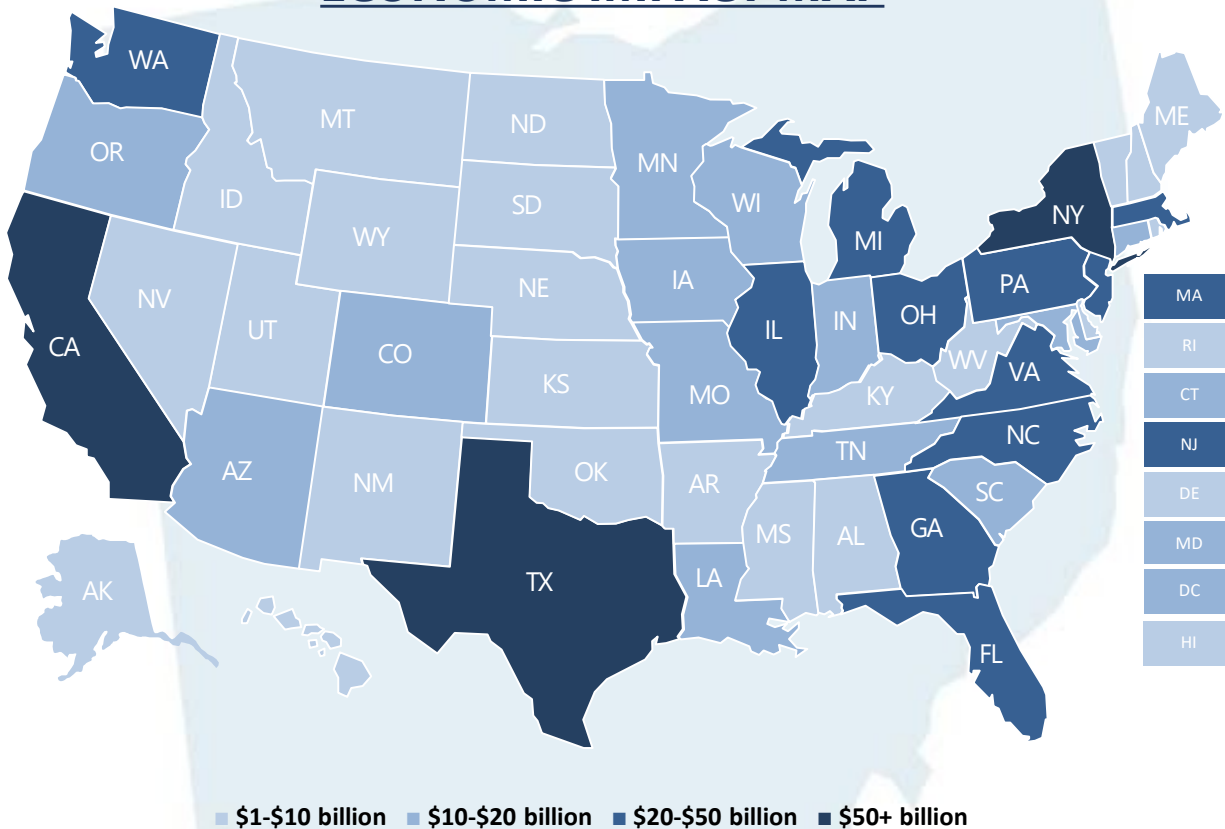 ECONOMIC IMPACT MAP
WA
MT
ND
ME
OR
MN
ID
SD
WI
NY
WY
MI
IA
PA
NE
MA
NV
IL
IN
OH
UT
RI
CA
CO
WV
VA
KS
MO
KY
CT
NC
TN
NJ
AZ
NM
OK
AR
SC
DE
GA
MS
AL
MD
TX
LA
AK
DC
FL
HI
$1-$10 billion $10-$20 billion $20-$50 billion $50+ billion